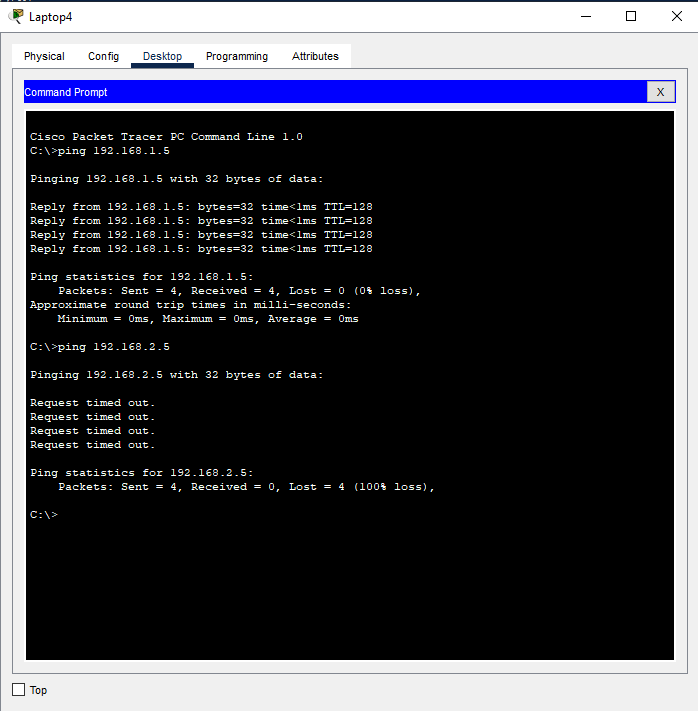 Laptop4
Physical Config Desktop Programming Attributes
Command Prompt X
Cisco Packet Tracer PC Command Line 1.0
C:\>ping 192.168.1.5
Pinging 192.168.1.5 with 32 bytes of data:
Reply from 192.168.1.5: bytes=32 time<1ms TTL=128
Reply from 192.168.1.5: bytes=32 time<1ms TTL=128
Reply from 192.168.1.5: bytes=32 time<1ms TTL=128
Reply from 192.168.1.5: bytes=32 time<1ms TTL=128
Ping statistics for 192.168.1.5:
Packets: Sent = 4, Received = 4, Lost = 0 (0% loss),
Approximate round trip times in milli-seconds:
Minimum = 0ms, Maximum = 0ms, Average = 0ms
C:\>ping 192.168.2.5
Pinging 192.168.2.5 with 32 bytes of data:
Request timed out.
Request timed out.
Request timed out.
Request timed out.
Ping statistics for 192.168.2.5:
Packets: Sent = 4, Received = 0, Lost = 4 (100% loss),
C:\>
Top